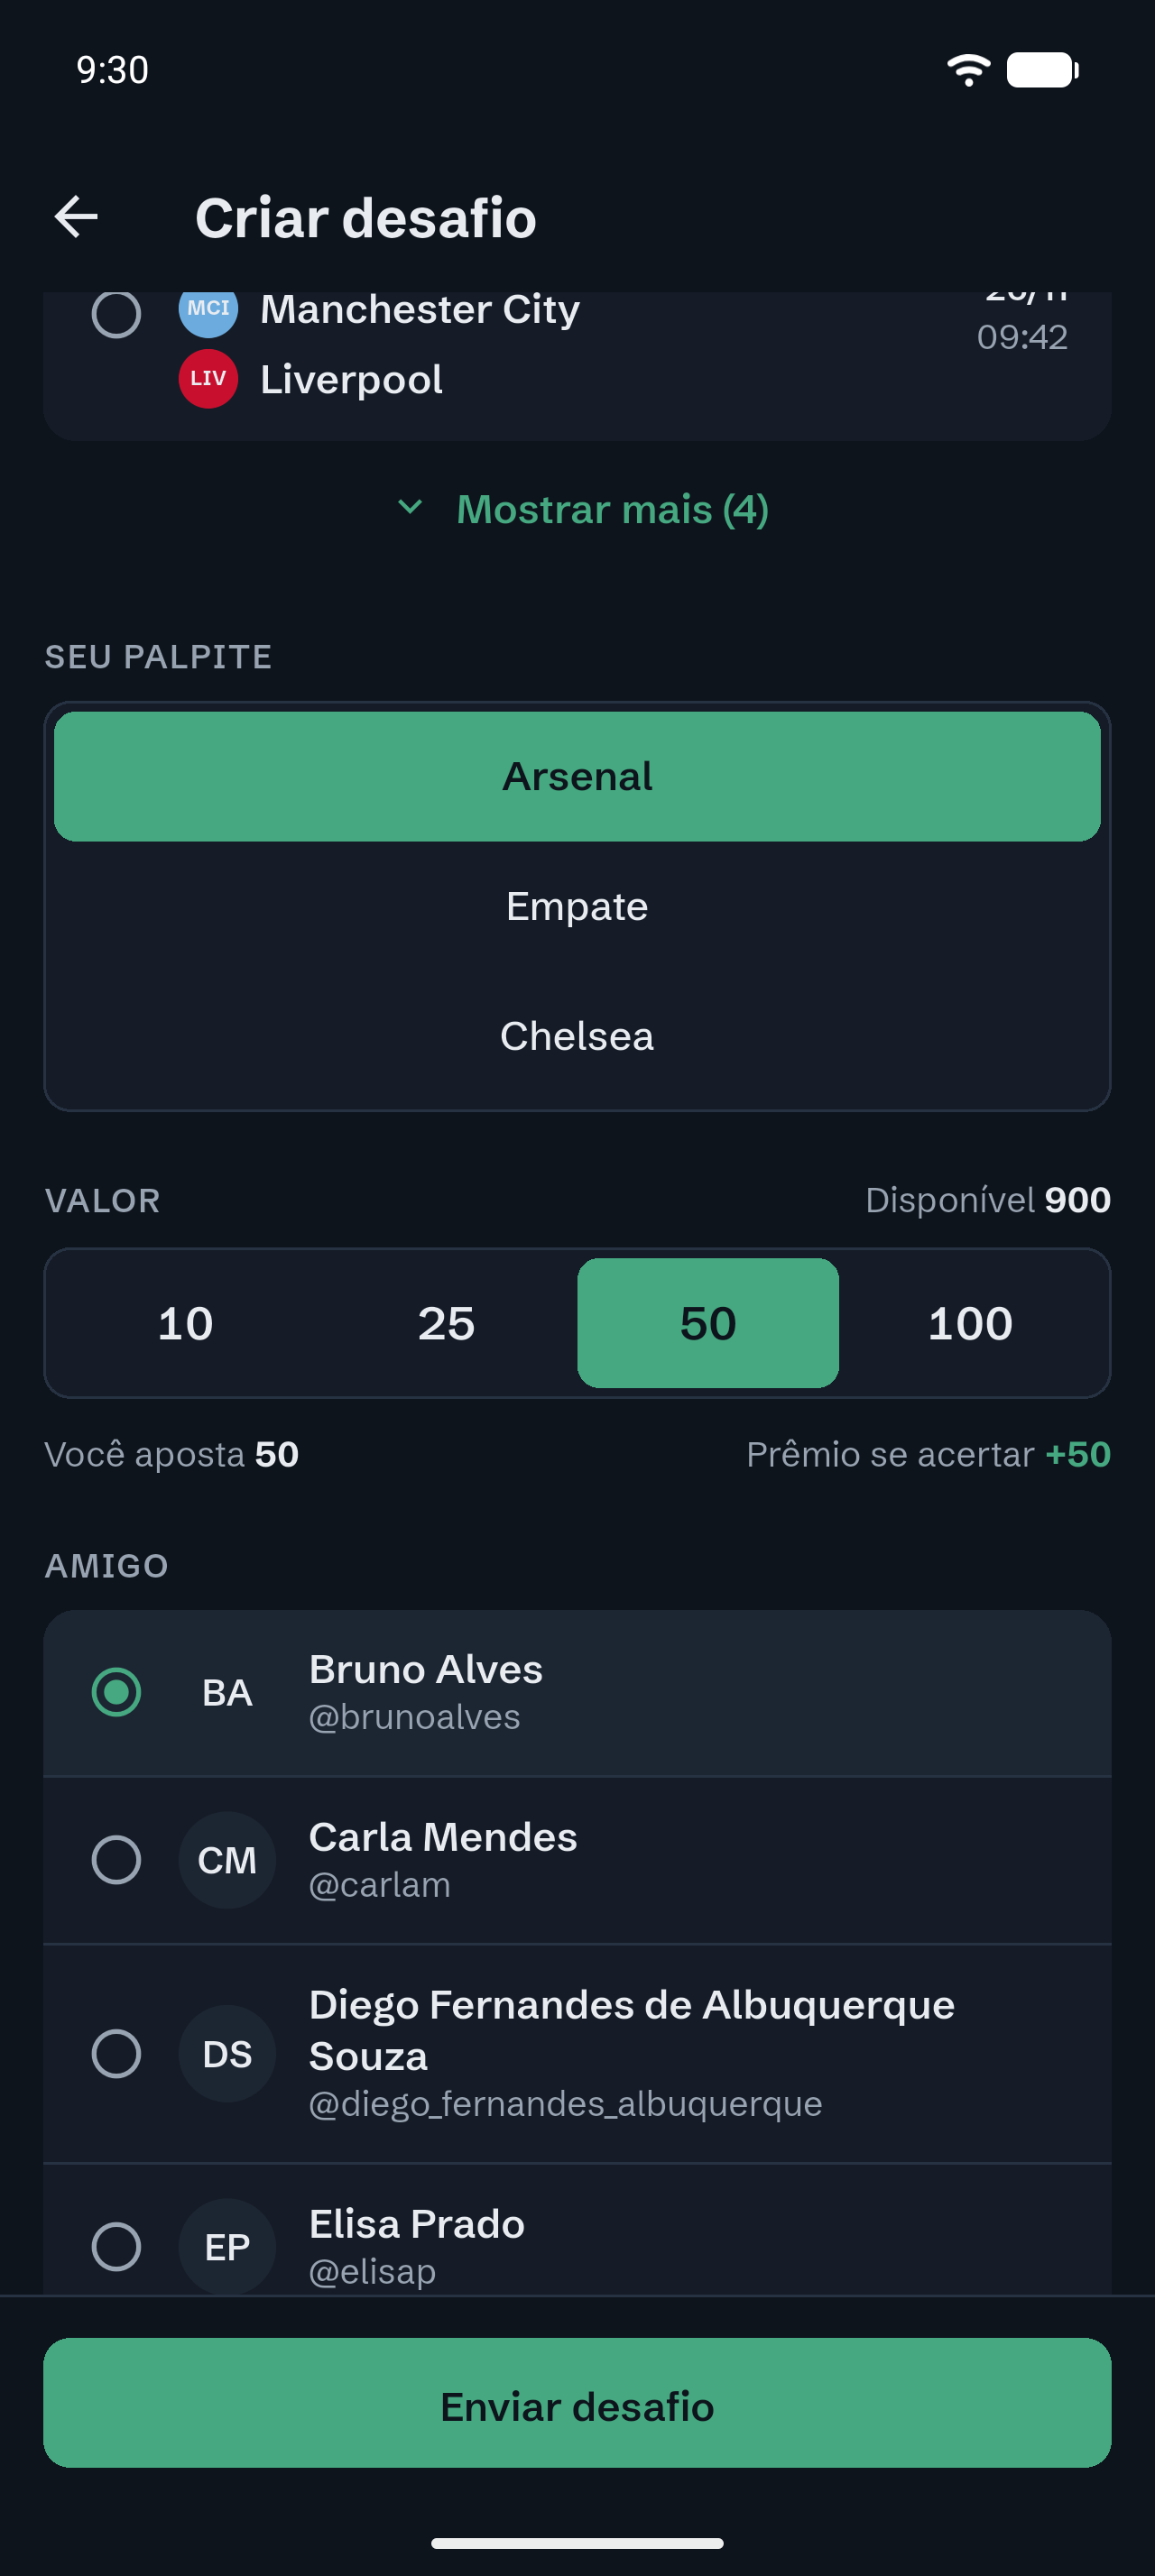 9:30
Criar desafio
MCI Manchester City
09:42
LIV Liverpool
Mostrar mais (4)
SEU PALPITE
Arsenal
Empate
Chelsea
VALOR Disponível 900
10 25 50 100
Você aposta 50 Prêmio se acertar +50
AMIGO
BA Bruno Alves
@brunoalves
CM Carla Mendes
@carlam
DS Diego Fernandes de Albuquerque
Souza
@diego_fernandes_albuquerque
EP Elisa Prado
@elisap
Enviar desafio